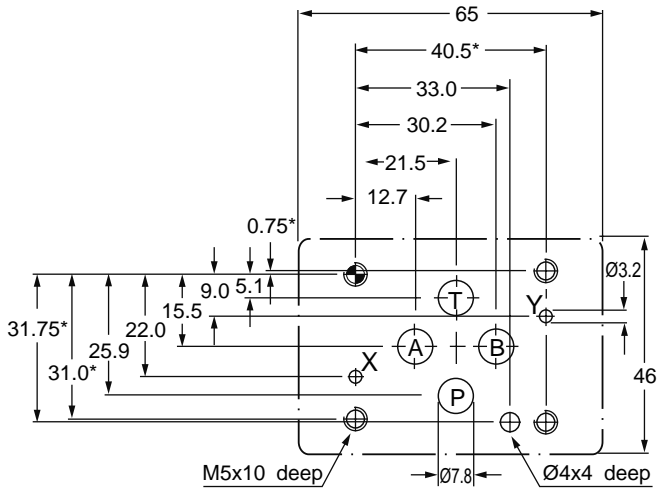 65
40.5*
33.0
30.2
21.5
12.7
0.75*
Ø3.2
9.0
5.1
T
Y
15.5
31.75*
22.0
A
B
46
25.9
X
31.0*
P
M5x10 deep
Ø7.8
Ø4x4 deep